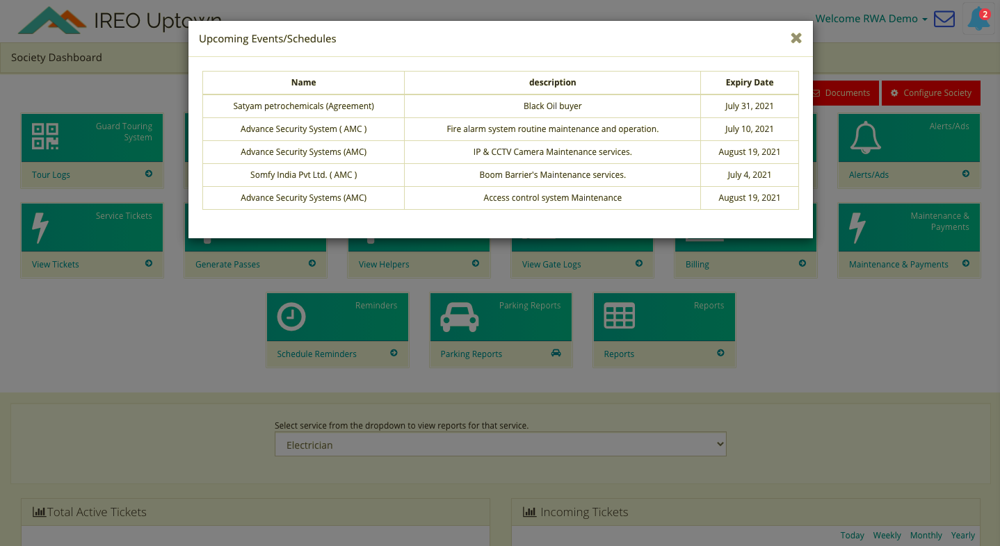 IREO Uptown
Welcome RWA Demo
2
Upcoming Events/Schedules
Society Dashboard
Name description Expiry Date
Satyam petrochemicals (Agreement) Black Oil buyer July 31, 2021
Advance Security System ( AMC ) Fire alarm system routine maintenance and operation. July 10, 2021
Advance Security Systems (AMC) IP & CCTV Camera Maintenance services. August 19, 2021
Somfy India Pvt Ltd. ( AMC ) Boom Barrier's Maintenance services. July 4, 2021
Advance Security Systems (AMC) Access control system Maintenance August 19, 2021
Documents Configure Society
Guard Touring
System
Tour Logs
Alerts/Ads
Alerts/Ads
Service Tickets
View Tickets
Generate Passes
View Helpers
View Gate Logs
Billing
Maintenance &
Payments
Maintenance & Payments
Reminders
Schedule Reminders
Parking Reports
Parking Reports
Reports
Reports
Select service from the dropdown to view reports for that service.
Electrician
Total Active Tickets
Incoming Tickets
Today Weekly Monthly Yearly